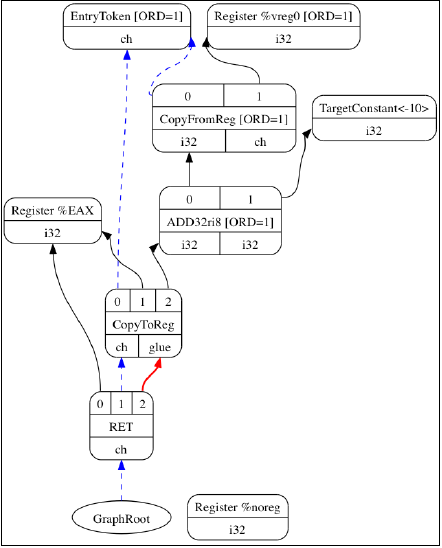 EntryToken [ORD=1]
ch
Register %vreg0 [ORD=1]
i32
0 1
CopyFromReg [ORD=1]
i32 ch
TargetConstant<-10>
i32
0 1
ADD32ri8 [ORD=1]
i32 i32
Register %EAX
i32
0 1 2
CopyToReg
ch glue
0 1 2
RET
ch
GraphRoot
Register %noreg
i32